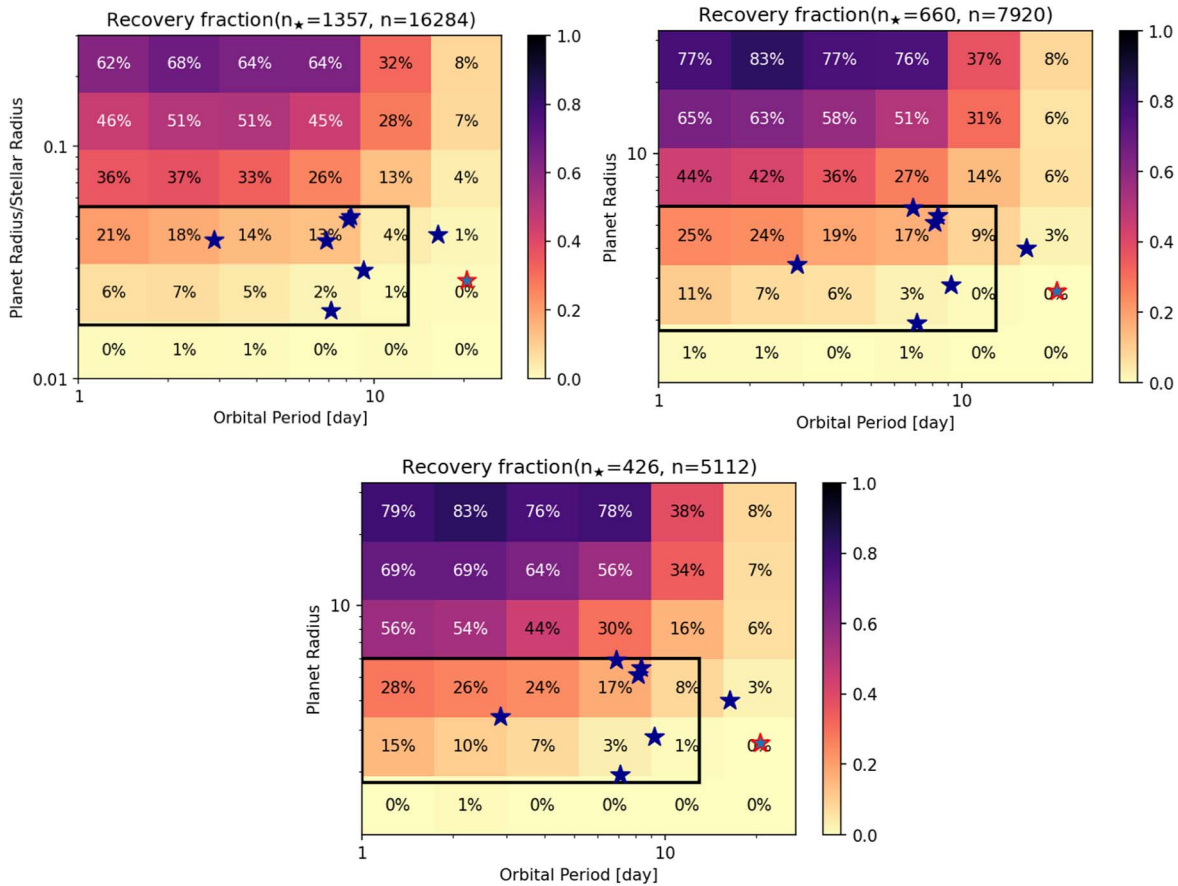 Recovery fraction(n★=1357, n=16284)
Planet Radius/Stellar Radius
0.1
0.01
62% 68% 64% 64% 32% 8%
46% 51% 51% 45% 28% 7%
36% 37% 33% 26% 13% 4%
21% 18% 14% 13% 4% 1%
6% 7% 5% 2% 1% 0%
0% 1% 1% 0% 0% 0%
1 10
Orbital Period [day]
1.0
0.8
0.6
0.4
0.2
0.0
Recovery fraction(n★=660, n=7920)
Planet Radius
10
77% 83% 77% 76% 37% 8%
65% 63% 58% 51% 31% 6%
44% 42% 36% 27% 14% 6%
25% 24% 19% 17% 9% 3%
11% 7% 6% 3% 0% 0%
1% 1% 0% 1% 0% 0%
1 10
Orbital Period [day]
1.0
0.8
0.6
0.4
0.2
0.0
Recovery fraction(n★=426, n=5112)
Planet Radius
10
79% 83% 76% 78% 38% 8%
69% 69% 64% 56% 34% 7%
56% 54% 44% 30% 16% 6%
28% 26% 24% 17% 8% 3%
15% 10% 7% 3% 1% 0%
0% 1% 0% 0% 0% 0%
1 10
Orbital Period [day]
1.0
0.8
0.6
0.4
0.2
0.0